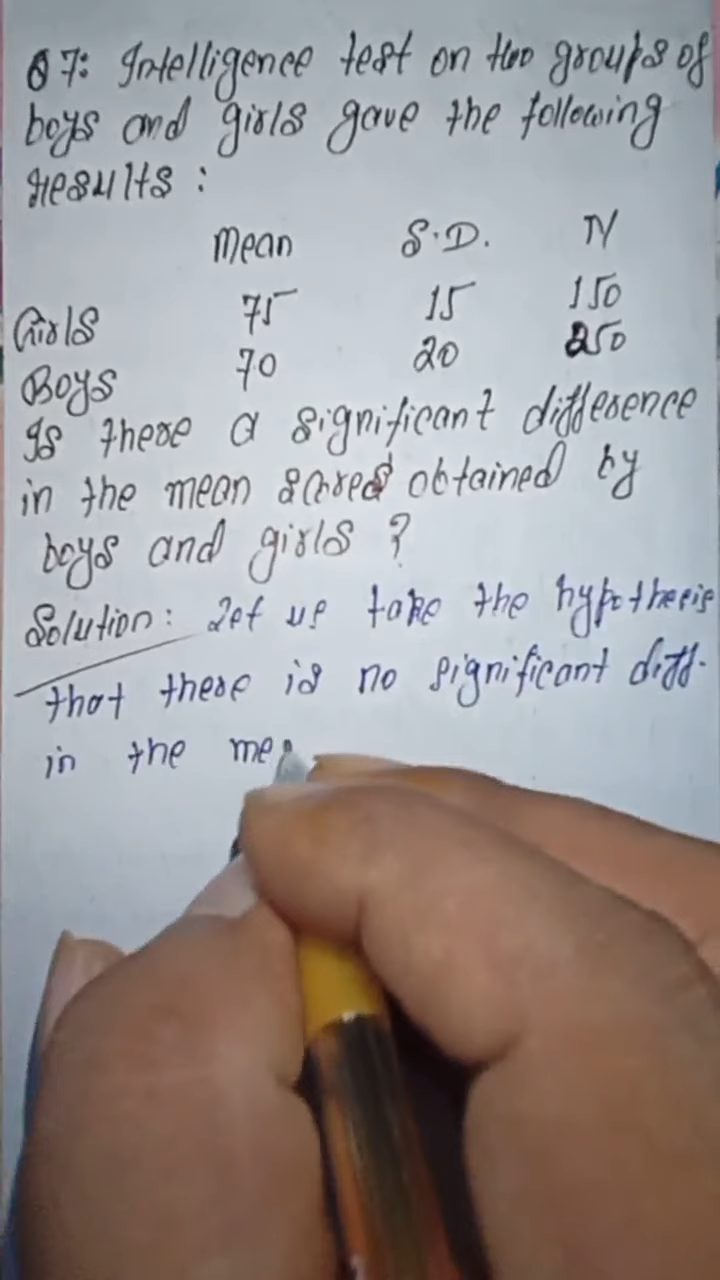 Q7: Intelligence test on two groups of
boys and girls gave the following
results :
Mean S.D. N
Girls 75 15 150
Boys 70 20 250
Is there a significant difference
in the mean scores obtained by
boys and girls ?
Solution: Let us take the hypothesis
that there is no significant diff.
in the mea